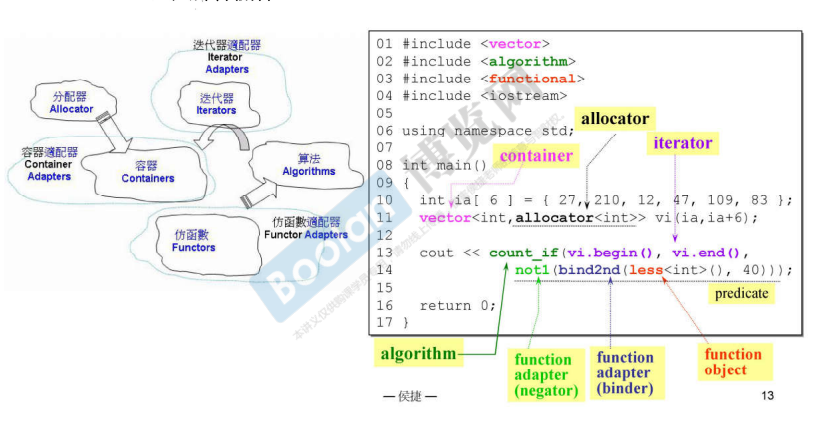 迭代器適配器
Iterator
Adapters
分配器
Allocator
迭代器
Iterators
容器適配器
Container
Adapters
容器
Containers
算法
Algorithms
仿函數
Functors
仿函數適配器
Functor Adapters
01 #include <vector>
02 #include <algorithm>
03 #include <functional>
04 #include <iostream>
05
06 using namespace std;
07
08 int main()
09 {
10 int ia[ 6 ] = { 27, 210, 12, 47, 109, 83 };
11 vector<int,allocator<int>> vi(ia,ia+6);
12
13 cout << count_if(vi.begin(), vi.end(),
14 not1(bind2nd(less<int>(), 40)));
15
16 return 0;
17 }
allocator
iterator
container
predicate
algorithm
function
adapter
(negator)
function
adapter
(binder)
function
object
Boolan 博览网
— 侯捷 —
13